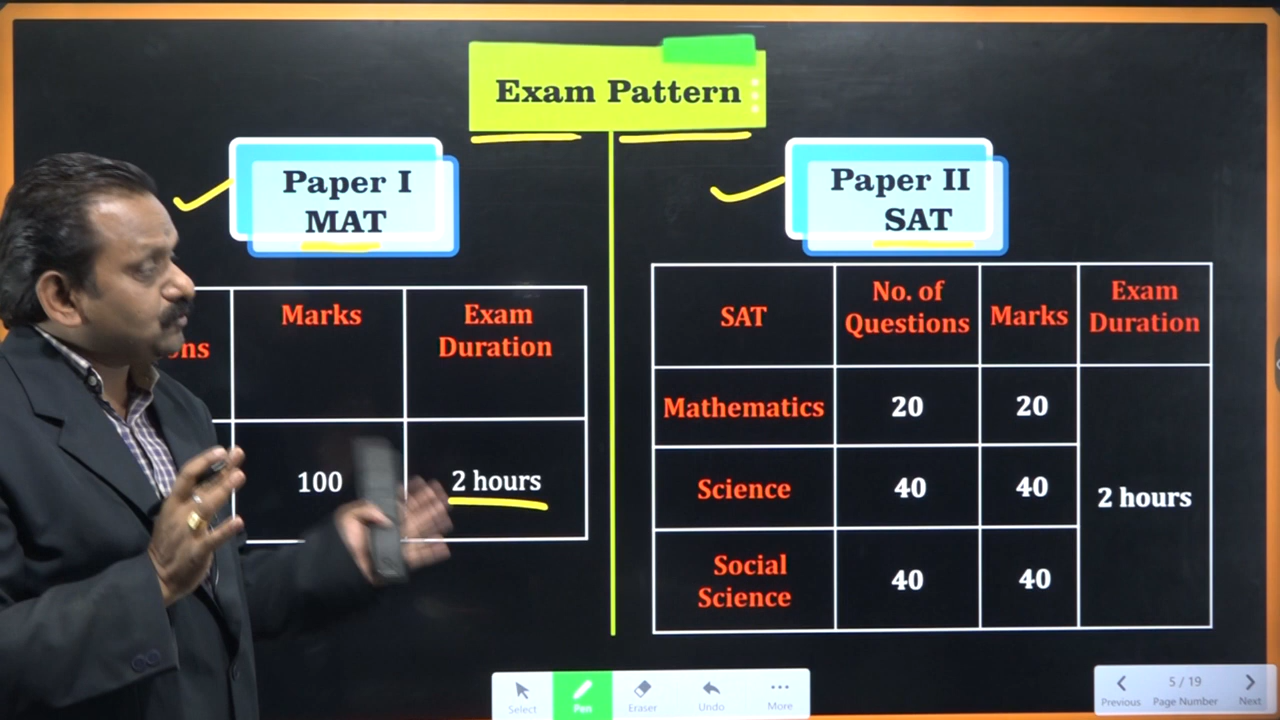 Exam Pattern
Paper I
MAT
Marks
Exam
Duration
100
2 hours
Paper II
SAT
SAT
No. of
Questions
Marks
Exam
Duration
Mathematics
20
20
Science
40
40
2 hours
Social
Science
40
40
Select
Pen
Eraser
Undo
More
Previous
5 / 19
Page Number
Next